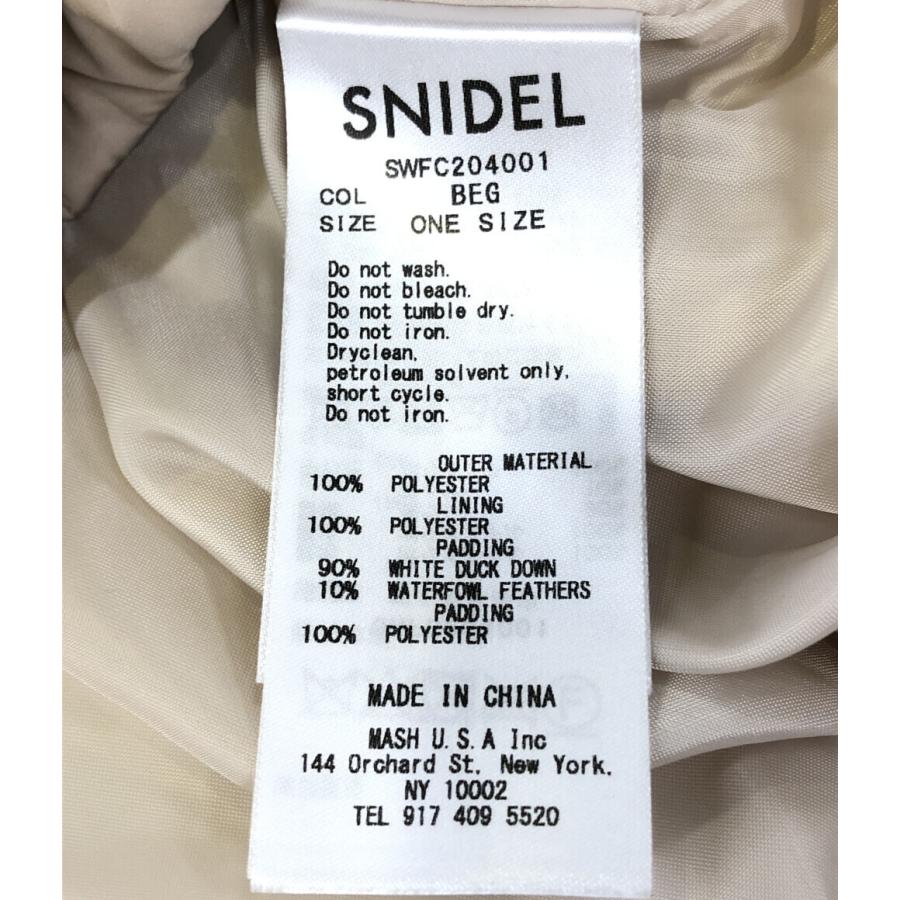 SNIDEL
SWFC204001
COL BEG
SIZE ONE SIZE
Do not wash.
Do not bleach.
Do not tumble dry.
Do not iron.
Dryclean,
petroleum solvent only,
short cycle.
Do not iron.
OUTER MATERIAL
100% POLYESTER
LINING
100% POLYESTER
PADDING
90% WHITE DUCK DOWN
10% WATERFOWL FEATHERS
PADDING
100% POLYESTER
MADE IN CHINA
MASH U.S.A Inc
144 Orchard St, New York,
NY 10002
TEL 917 409 5520